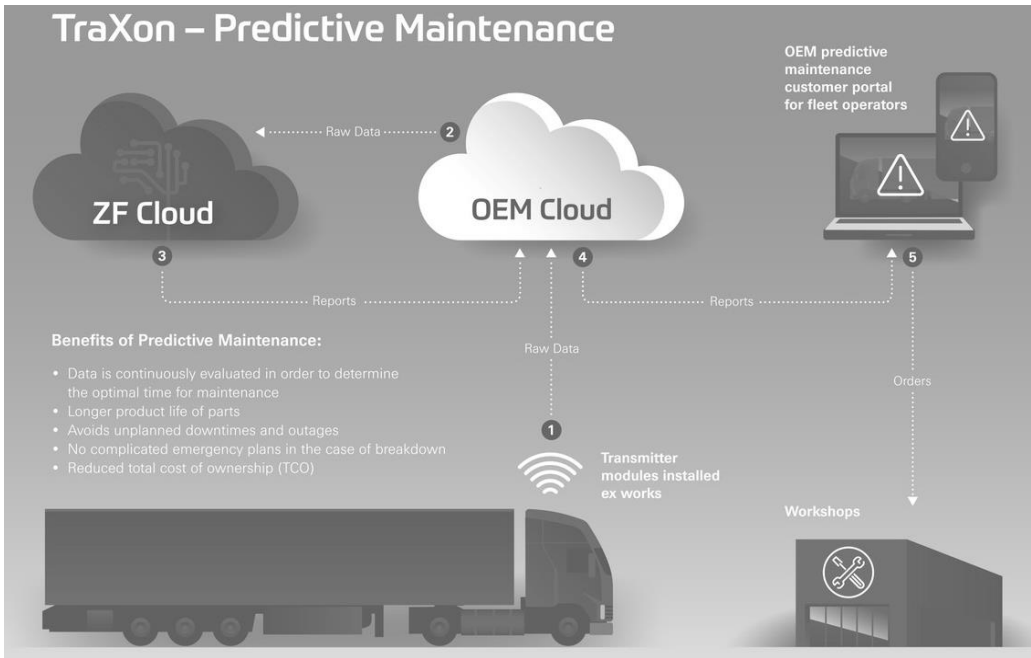 TraXon – Predictive Maintenance
OEM predictive
maintenance
customer portal
for fleet operators
Raw Data
2
ZF Cloud
OEM Cloud
3
4
5
Reports
Reports
Benefits of Predictive Maintenance:
• Data is continuously evaluated in order to determine
the optimal time for maintenance
• Longer product life of parts
• Avoids unplanned downtimes and outages
• No complicated emergency plans in the case of breakdown
• Reduced total cost of ownership (TCO)
Raw Data
Orders
1
Transmitter
modules installed
ex works
Workshops